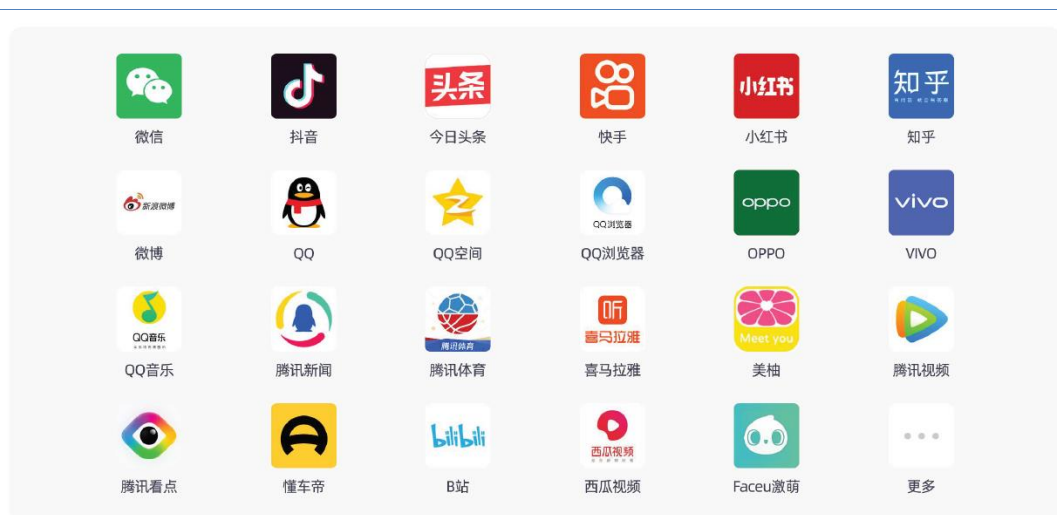 头条
小红书
知乎
微信
抖音
今日头条
快手
小红书
知乎
新浪微博
QQ浏览器
oppo
vivo
微博
QQ
QQ空间
QQ浏览器
OPPO
VIVO
QQ音乐
腾讯体育
听
喜马拉雅
Meet you
QQ音乐
腾讯新闻
腾讯体育
喜马拉雅
美柚
腾讯视频
bilibili
西瓜视频
腾讯看点
懂车帝
B站
西瓜视频
Faceu激萌
更多